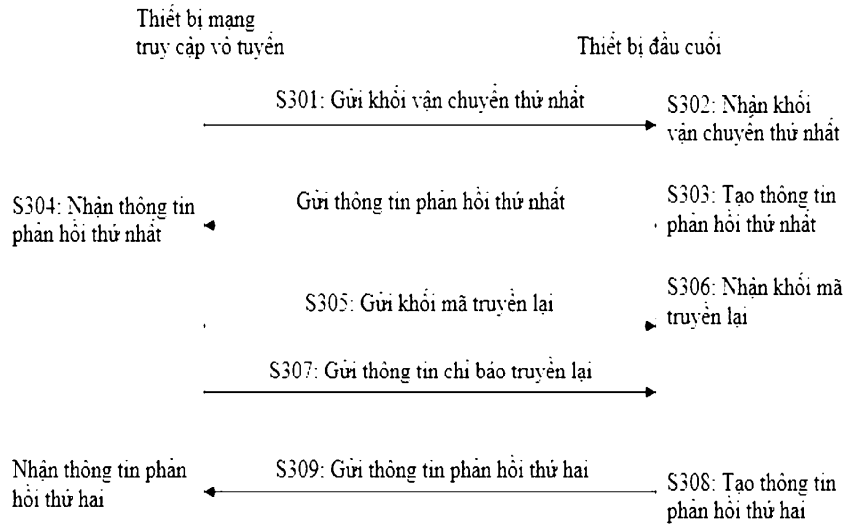 Thiết bị mạng
truy cập vô tuyến
Thiết bị đầu cuối
S301: Gửi khối vận chuyển thứ nhất
S302: Nhận khối
vận chuyển thứ nhất
S304: Nhận thông tin
phản hồi thứ nhất
Gửi thông tin phản hồi thứ nhất
S303: Tạo thông tin
phản hồi thứ nhất
S305: Gửi khối mã truyền lại
S306: Nhận khối mã
truyền lại
S307: Gửi thông tin chỉ báo truyền lại
Nhận thông tin phản
hồi thứ hai
S309: Gửi thông tin phản hồi thứ hai
S308: Tạo thông tin
phản hồi thứ hai